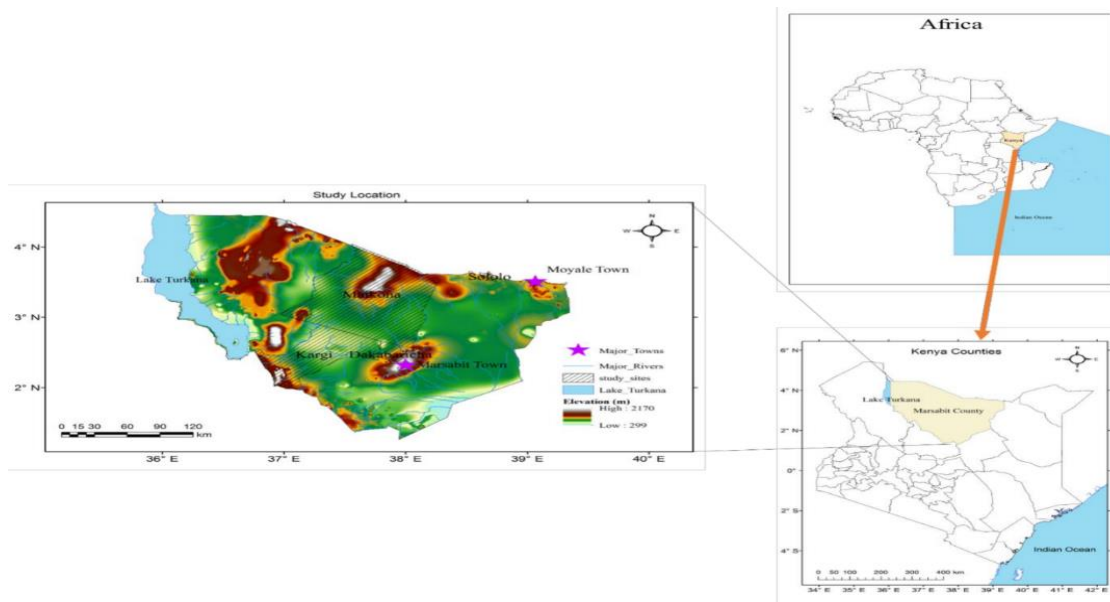 Africa
Kenya
Indian Ocean
Study Location
N
W
E
S
4° N
3° N
2° N
Lake Turkana
Sololo
Moyale Town
Maikona
Kargi
Dakabaricha
Marsabit Town
Major_Towns
Major_Rivers
study_sites
Lake_Turkana
Elevation (m)
High : 2170
Low : 299
0 15 30 60 90 120
km
36° E 37° E 38° E 39° E 40° E
Kenya Counties
6° N
4° N
2° N
0°
2° S
4° S
N
W
E
S
Lake Turkana
Marsabit County
Indian Ocean
0 50 100 200 300 400 km
34° E 35° E 36° E 37° E 38° E 39° E 40° E 41° E 42° E